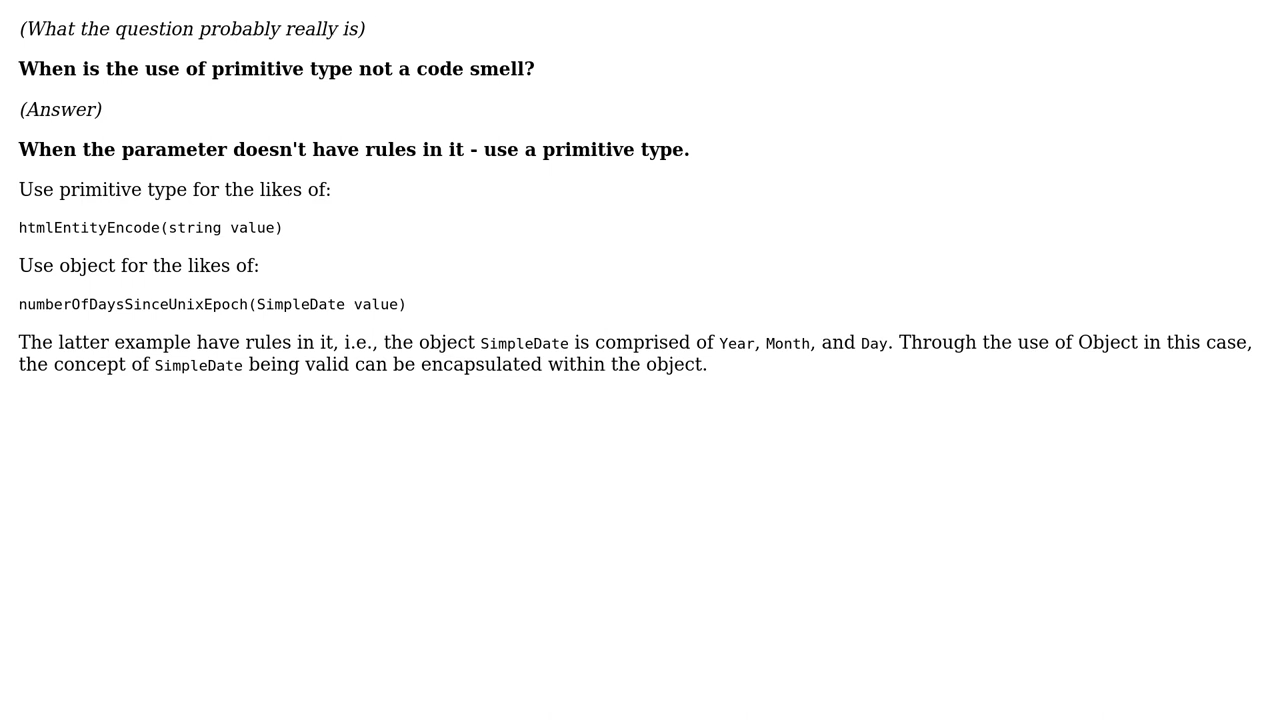 (What the question probably really is)
When is the use of primitive type not a code smell?
(Answer)
When the parameter doesn't have rules in it - use a primitive type.
Use primitive type for the likes of:
htmlEntityEncode(string value)
Use object for the likes of:
numberOfDaysSinceUnixEpoch(SimpleDate value)
The latter example have rules in it, i.e., the object SimpleDate is comprised of Year, Month, and Day. Through the use of Object in this case,
the concept of SimpleDate being valid can be encapsulated within the object.